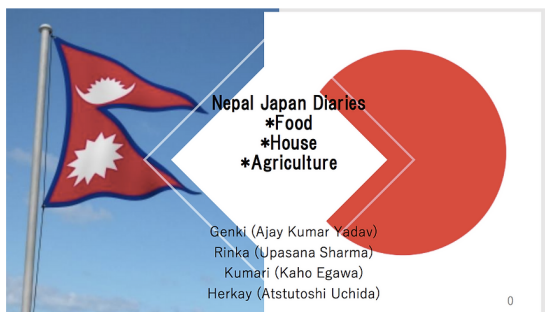 Nepal Japan Diaries
*Food
*House
*Agriculture
Genki (Ajay Kumar Yadav)
Rinka (Upasana Sharma)
Kumari (Kaho Egawa)
Herkay (Atstutoshi Uchida)
0